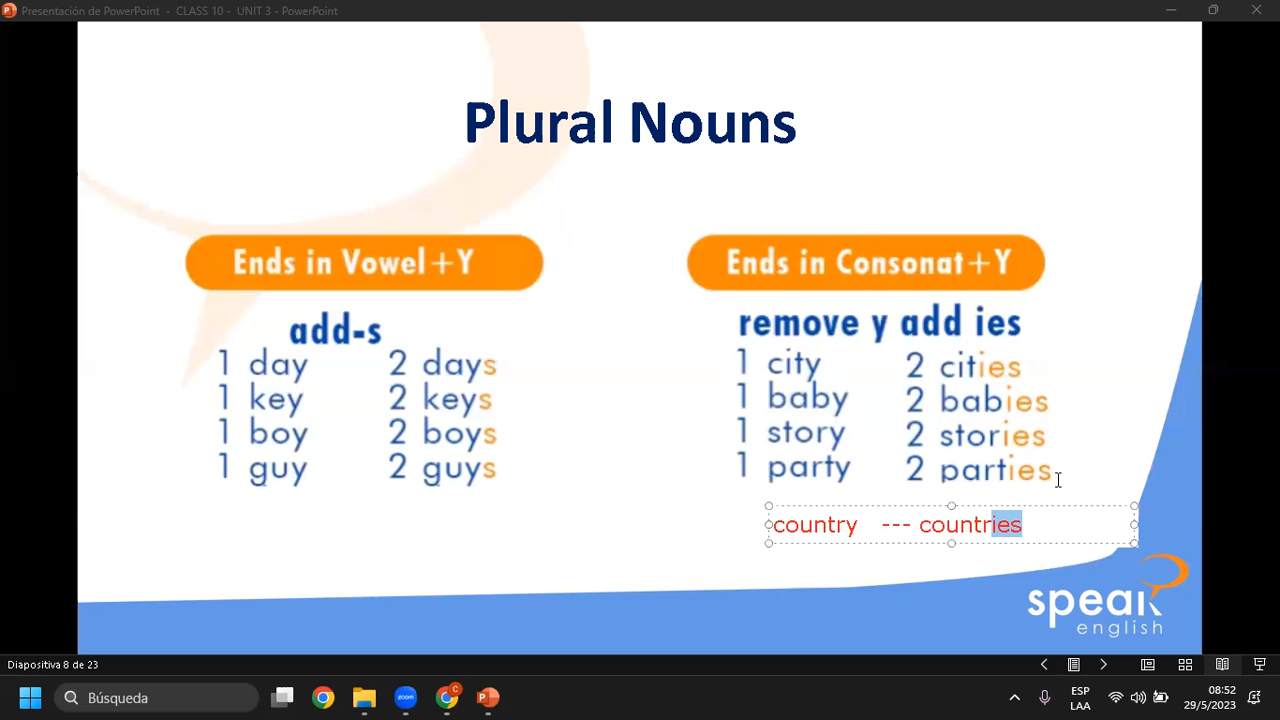 Presentación de PowerPoint - CLASS 10 - UNIT 3 - PowerPoint
Plural Nouns
Ends in Vowel+Y
add-s
1 day 2 days
1 key 2 keys
1 boy 2 boys
1 guy 2 guys
Ends in Consonat+Y
remove y add ies
1 city 2 cities
1 baby 2 babies
1 story 2 stories
1 party 2 parties
country --- countries
speak
english
Diapositiva 8 de 23
Búsqueda
ESP
LAA
08:52
29/5/2023